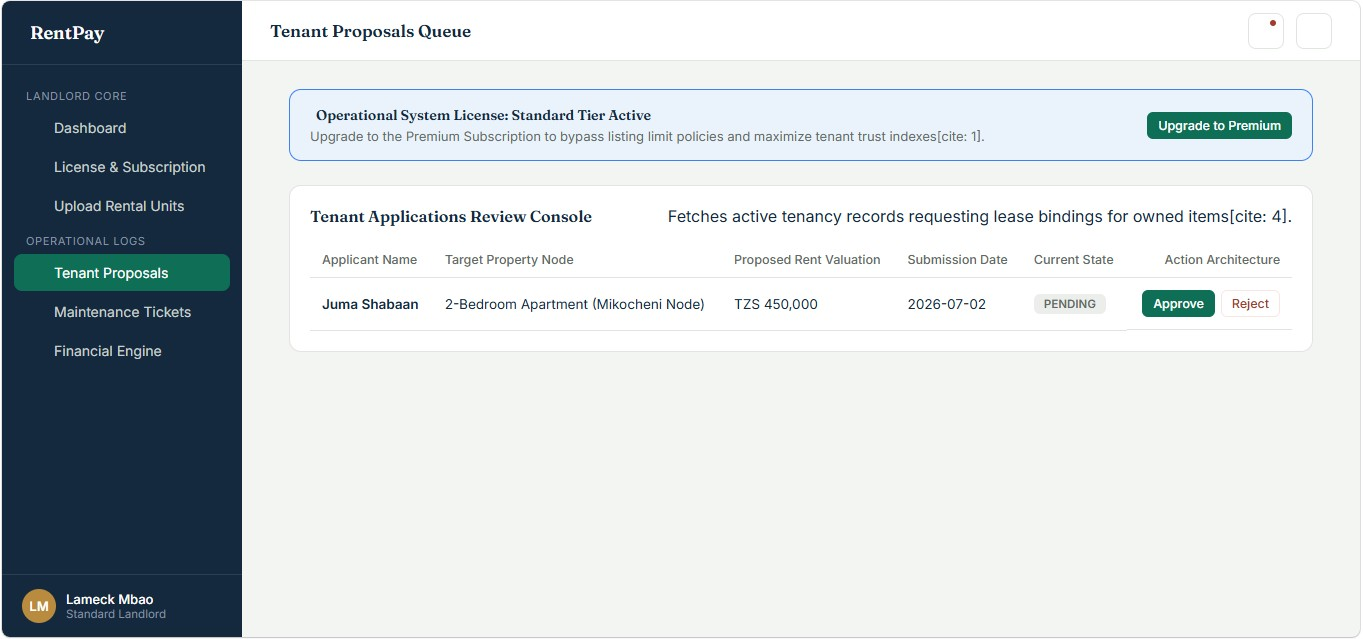 RentPay
LANDLORD CORE
Dashboard
License & Subscription
Upload Rental Units
OPERATIONAL LOGS
Tenant Proposals
Maintenance Tickets
Financial Engine
LM
Lameck Mbao
Standard Landlord
Tenant Proposals Queue
Operational System License: Standard Tier Active
Upgrade to the Premium Subscription to bypass listing limit policies and maximize tenant trust indexes[cite: 1].
Upgrade to Premium
Tenant Applications Review Console
Fetches active tenancy records requesting lease bindings for owned items[cite: 4].
Applicant Name Target Property Node Proposed Rent Valuation Submission Date Current State Action Architecture
Juma Shabaan 2-Bedroom Apartment (Mikocheni Node) TZS 450,000 2026-07-02 PENDING Approve Reject